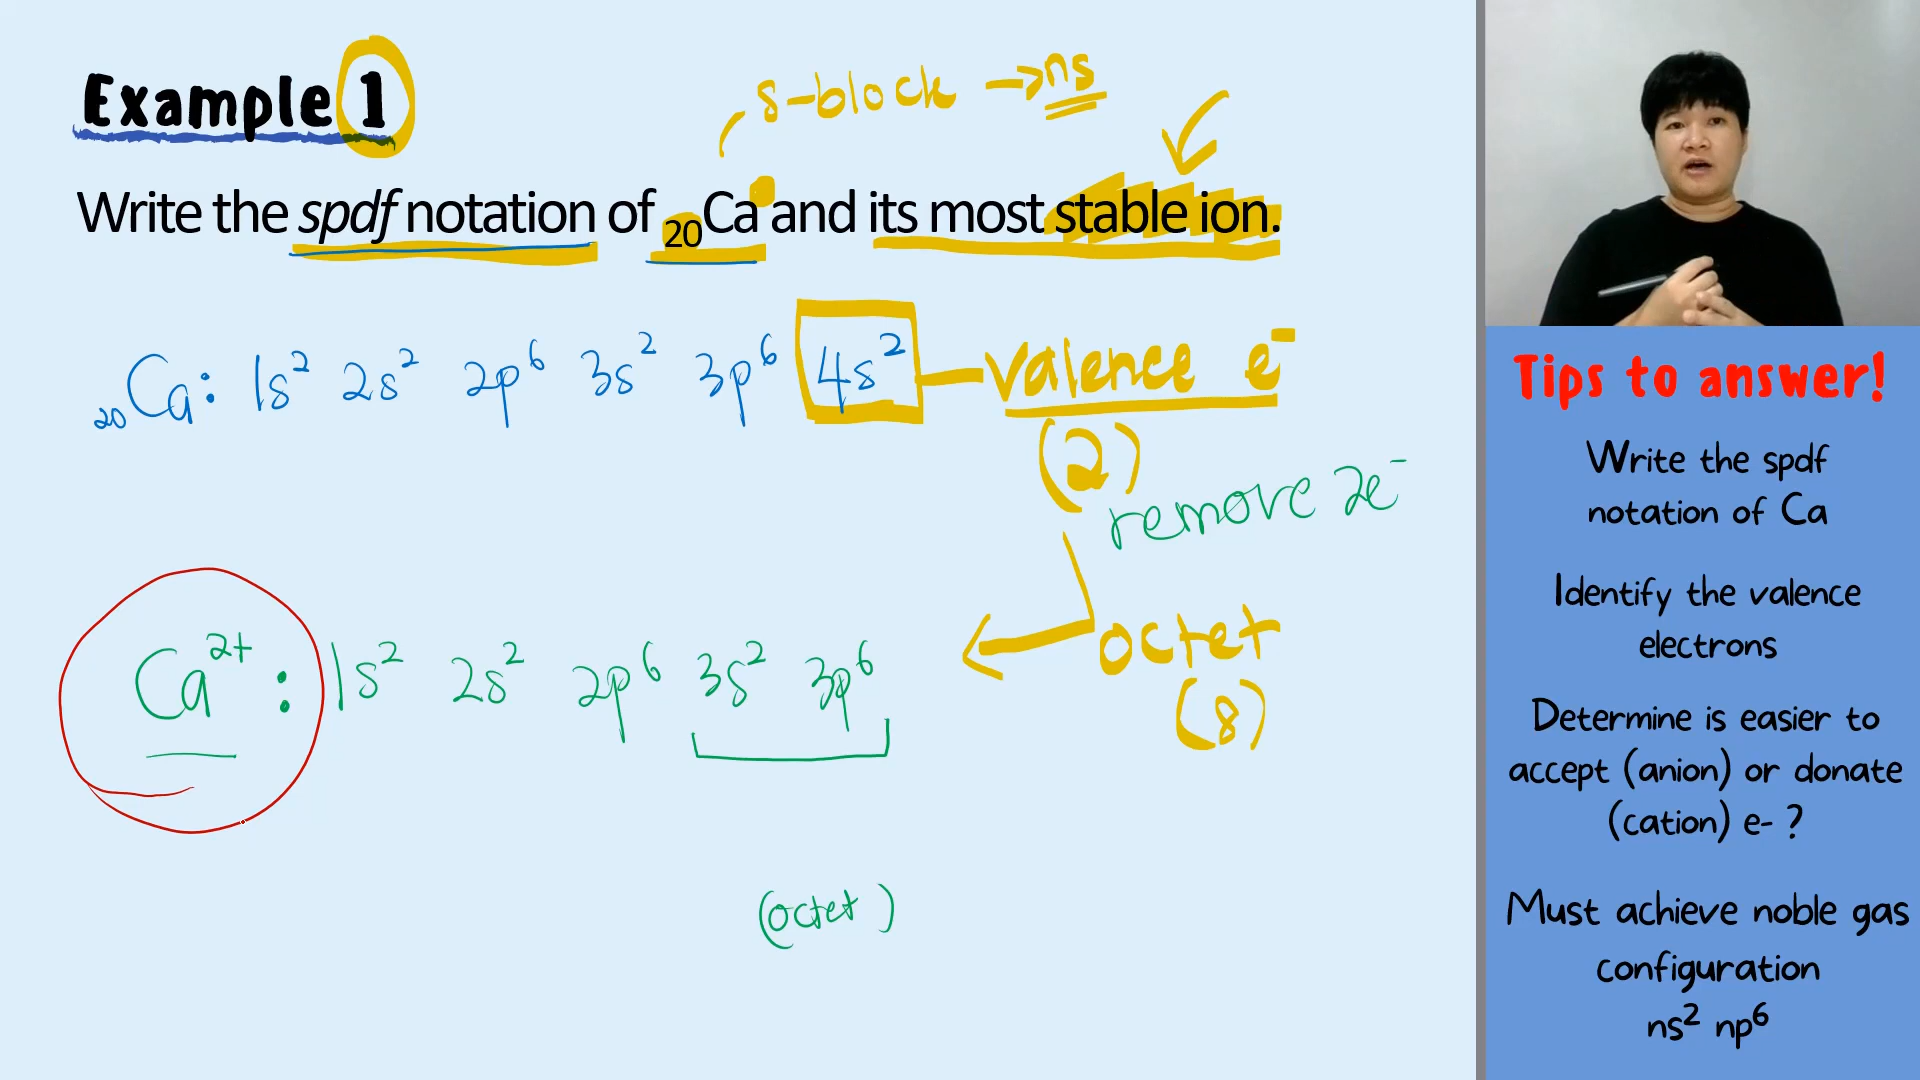 Example 1
s-block → ns
Write the spdf notation of ₂₀Ca and its most stable ion.
₂₀Ca: 1s² 2s² 2p⁶ 3s² 3p⁶ 4s² — valence e⁻
(2)
remove 2e⁻
octet
(8)
Ca²⁺ : 1s² 2s² 2p⁶ 3s² 3p⁶
(octet)
Tips to answer!
Write the spdf
notation of Ca
Identify the valence
electrons
Determine is easier to
accept (anion) or donate
(cation) e- ?
Must achieve noble gas
configuration
ns² np⁶